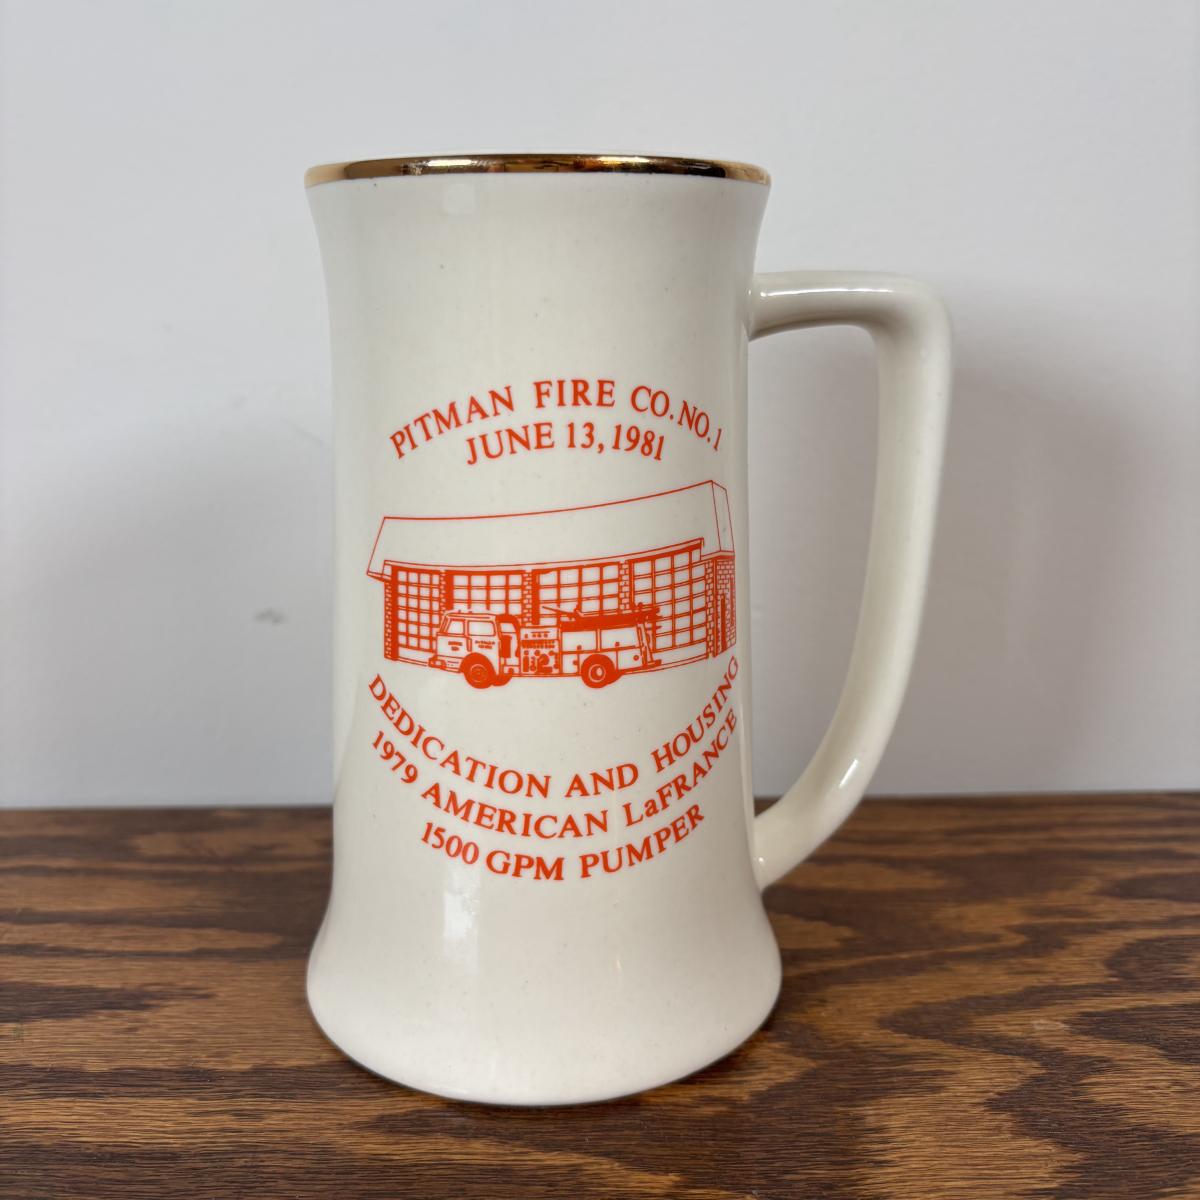 PITMAN FIRE CO. NO. 1
JUNE 13, 1981
DEDICATION AND HOUSING
1979 AMERICAN LaFRANCE
1500 GPM PUMPER